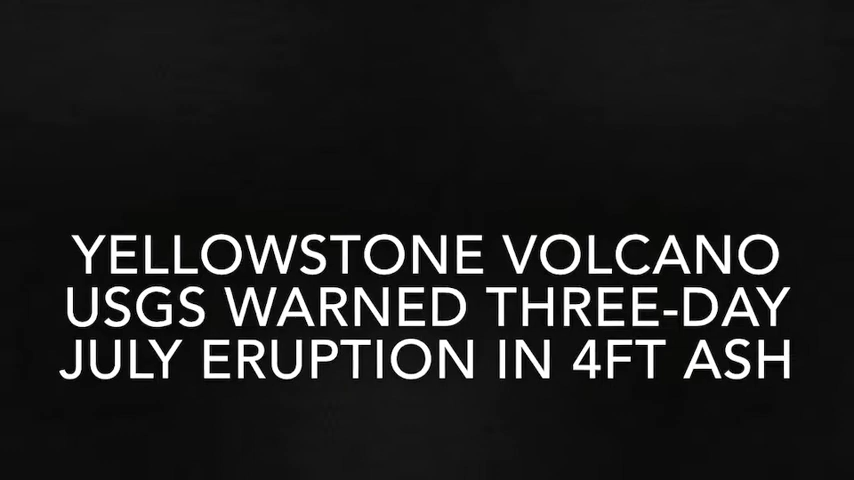 YELLOWSTONE VOLCANO
USGS WARNED THREE-DAY
JULY ERUPTION IN 4FT ASH